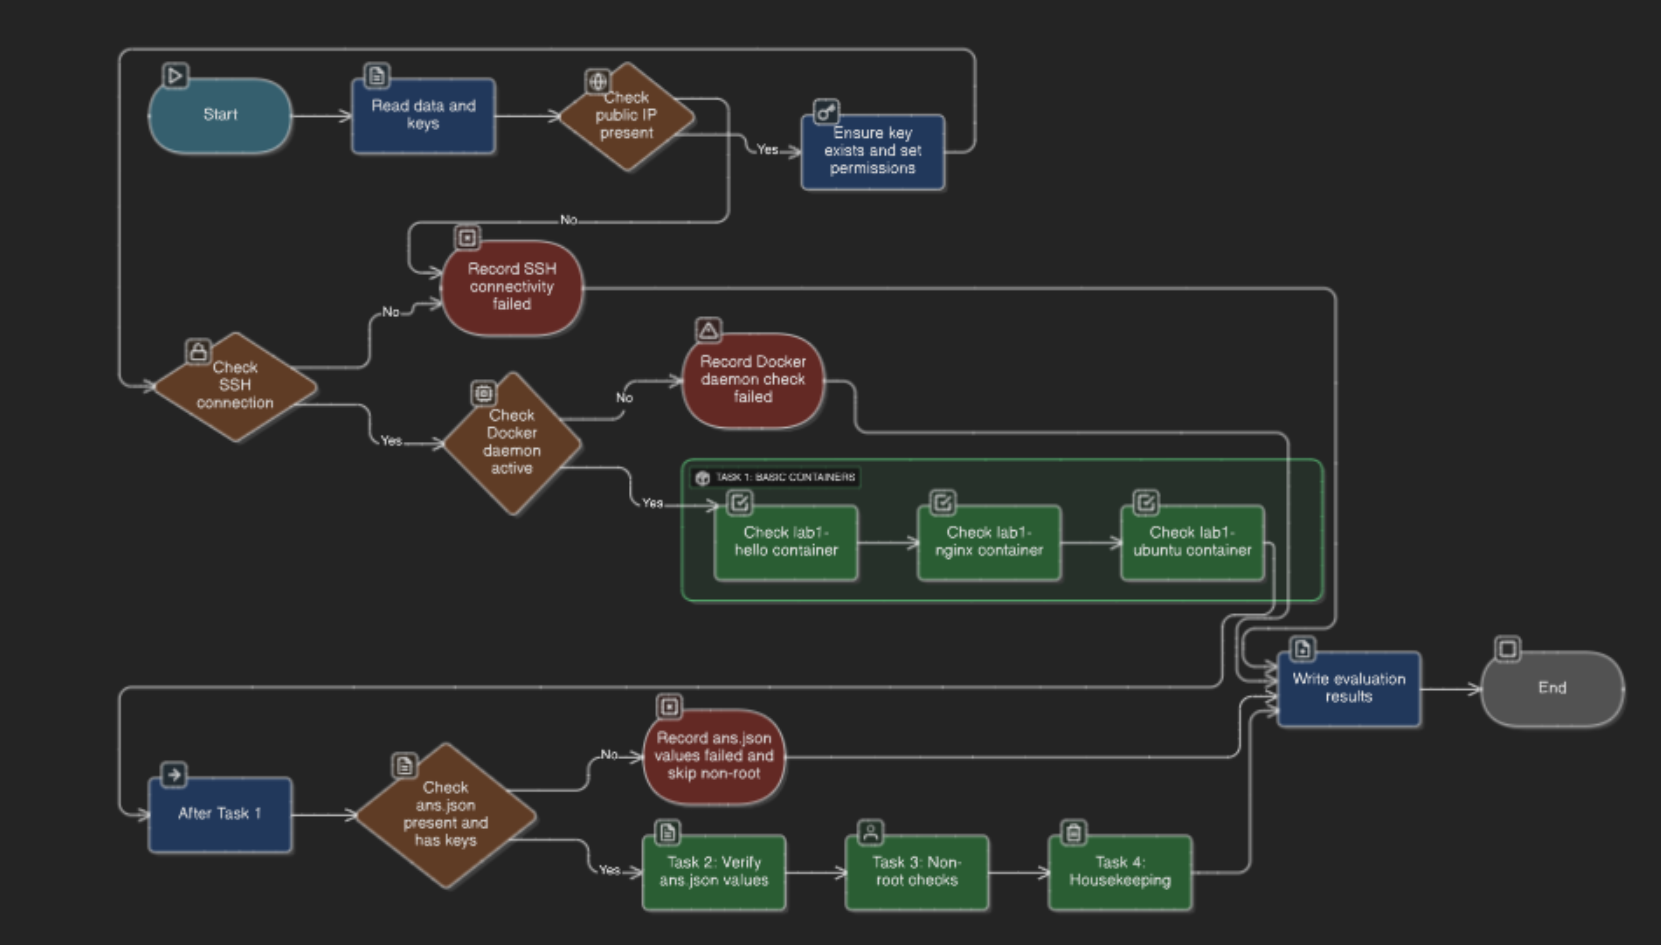 Start
Read data and
keys
Check
public IP
present
Yes
Ensure key
exists and set
permissions
No
Record SSH
connectivity
failed
No
Check
SSH
connection
Yes
Record Docker
daemon check
failed
No
Check
Docker
daemon
active
Yes
TASK 1: BASIC CONTAINERS
Check lab1-
hello container
Check lab1-
nginx container
Check lab1-
ubuntu container
Write evaluation
results
End
Record ans.json
values failed and
skip non-root
No
After Task 1
Check
ans.json
present and
has keys
Yes
Task 2: Verify
ans.json values
Task 3: Non-
root checks
Task 4:
Housekeeping